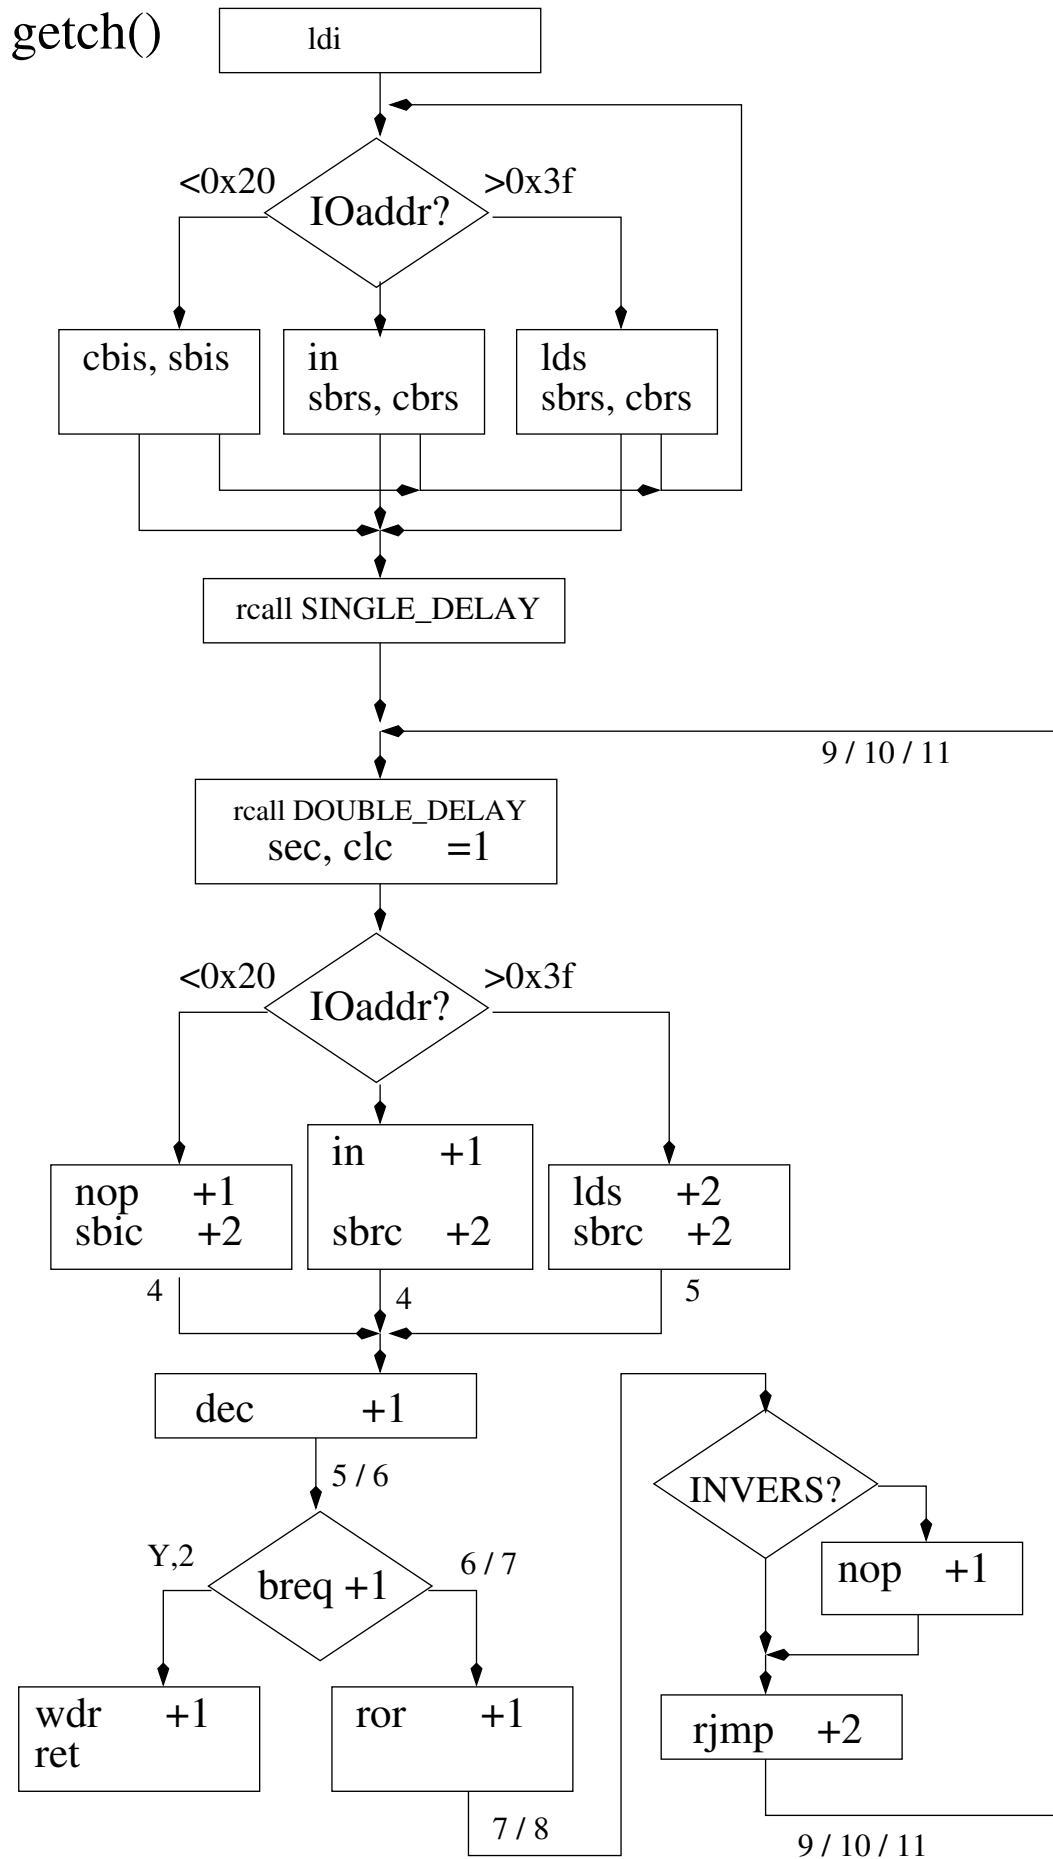 getch()
ldi
<0x20
>0x3f
IOaddr?
cbis, sbis
in
sbrs, cbrs
lds
sbrs, cbrs
rcall SINGLE_DELAY
9 / 10 / 11
rcall DOUBLE_DELAY
sec, clc =1
<0x20
>0x3f
IOaddr?
nop +1
sbic +2
in +1
sbrc +2
lds +2
sbrc +2
4
4
5
dec +1
5 / 6
Y,2
breq +1
6 / 7
wdr +1
ret
ror +1
7 / 8
INVERS?
nop +1
rjmp +2
9 / 10 / 11